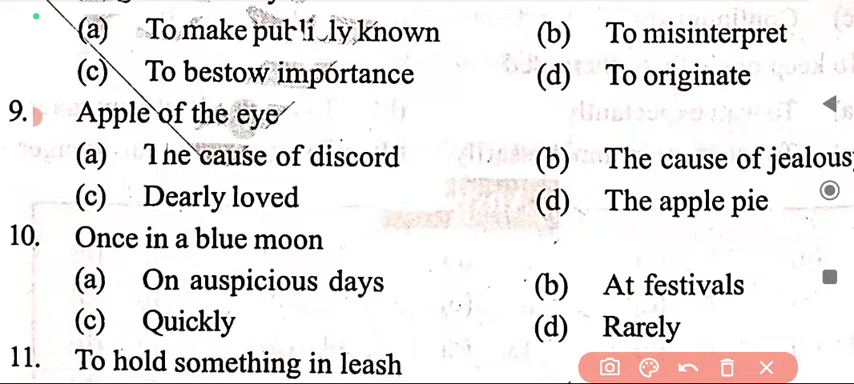 (a) To make publicly known (b) To misinterpret
(c) To bestow importance (d) To originate
9. Apple of the eye
(a) The cause of discord (b) The cause of jealousy
(c) Dearly loved (d) The apple pie
10. Once in a blue moon
(a) On auspicious days (b) At festivals
(c) Quickly (d) Rarely
11. To hold something in leash